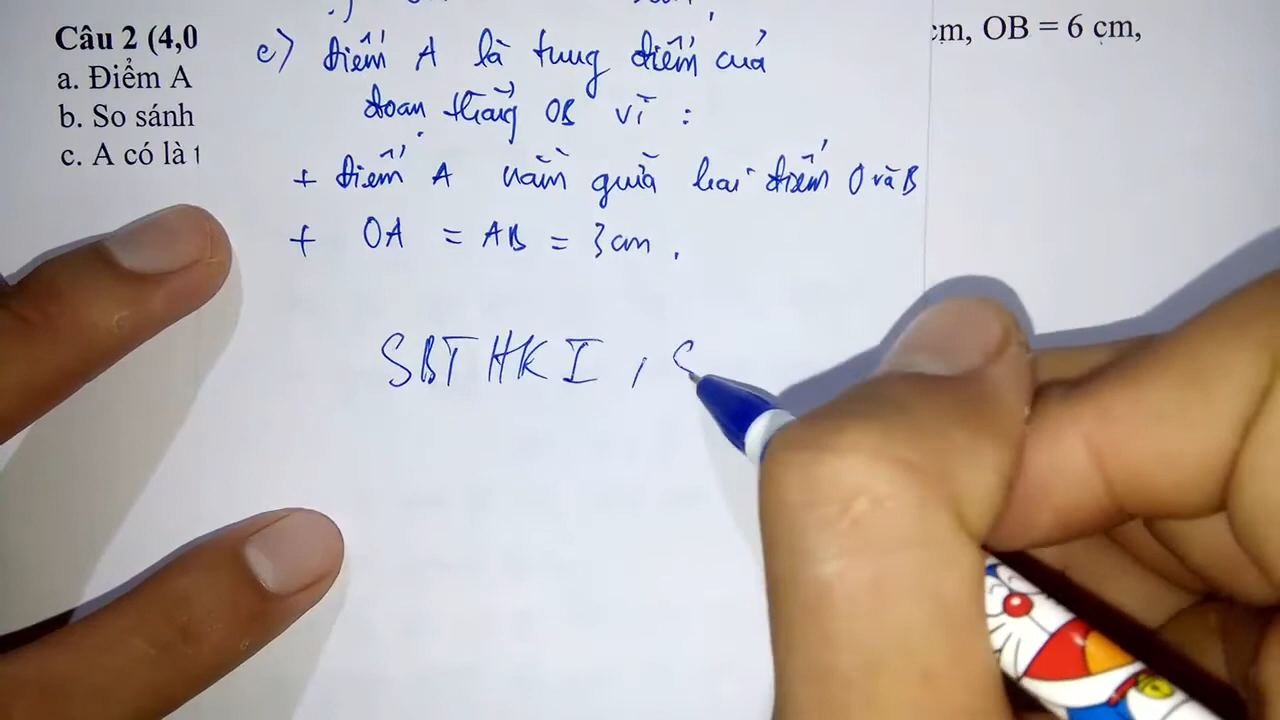 Câu 2 (4,0
a. Điểm A
b. So sánh
c. A có là t
cm, OB = 6 cm,
c) điểm A là trung điểm của
đoạn thẳng OB vì :
+ điểm A nằm giữa hai điểm O và B
+ OA = AB = 3cm .
SBT HK I , S